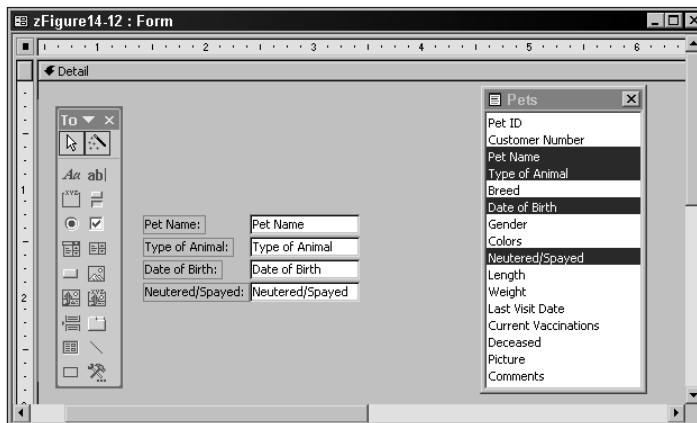 zFigure14-12 : Form
1 2 3 4 5 6
Detail
To
Aa ab|
XYZ
1
2
Pet Name: Pet Name
Type of Animal: Type of Animal
Date of Birth: Date of Birth
Neutered/Spayed: Neutered/Spayed
Pets
Pet ID
Customer Number
Pet Name
Type of Animal
Breed
Date of Birth
Gender
Colors
Neutered/Spayed
Length
Weight
Last Visit Date
Current Vaccinations
Deceased
Picture
Comments